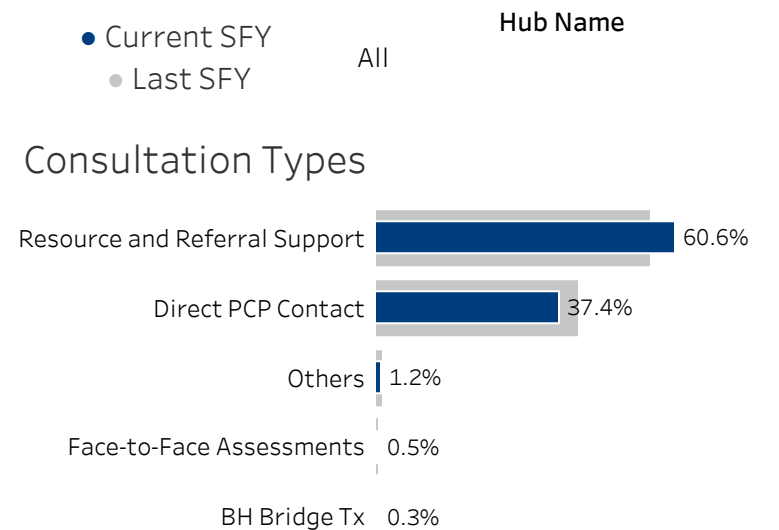 Current SFY
Last SFY
Hub Name
All
Consultation Types
Resource and Referral Support 60.6%
Direct PCP Contact 37.4%
Others 1.2%
Face-to-Face Assessments 0.5%
BH Bridge Tx 0.3%